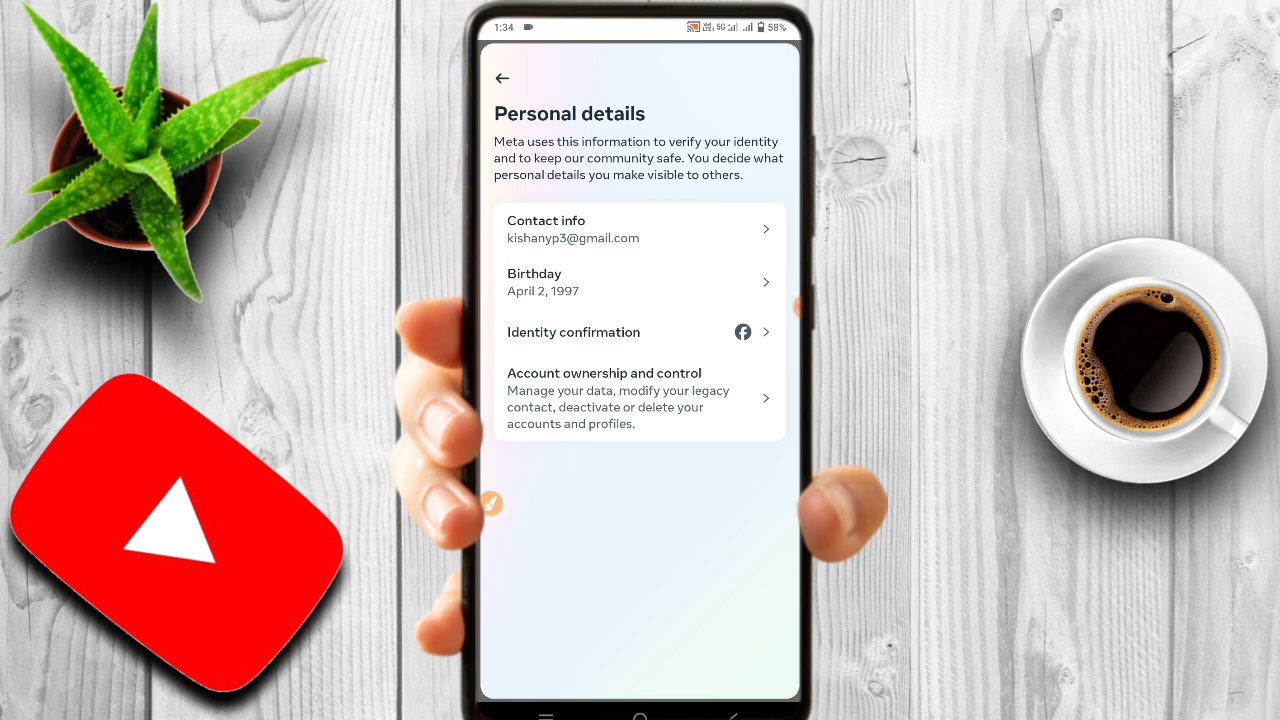 1:34
5G
58%
Personal details
Meta uses this information to verify your identity
and to keep our community safe. You decide what
personal details you make visible to others.
Contact info
kishanyp3@gmail.com
Birthday
April 2, 1997
Identity confirmation
Account ownership and control
Manage your data, modify your legacy
contact, deactivate or delete your
accounts and profiles.